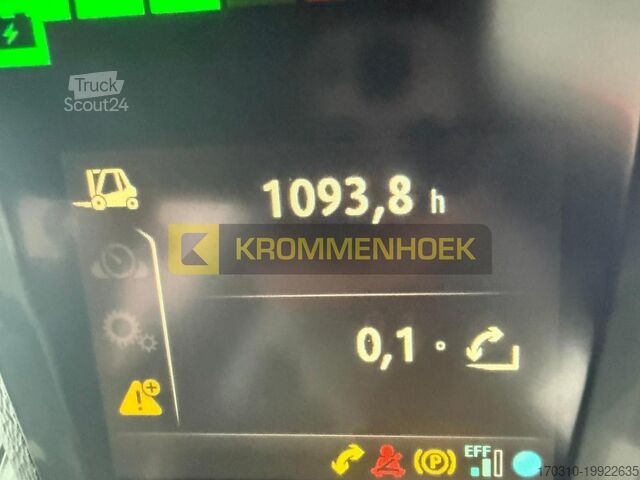 Truck
Scout24
1093,8 h
KROMMENHOEK
0,1 °
P
EFF
170310-19922635